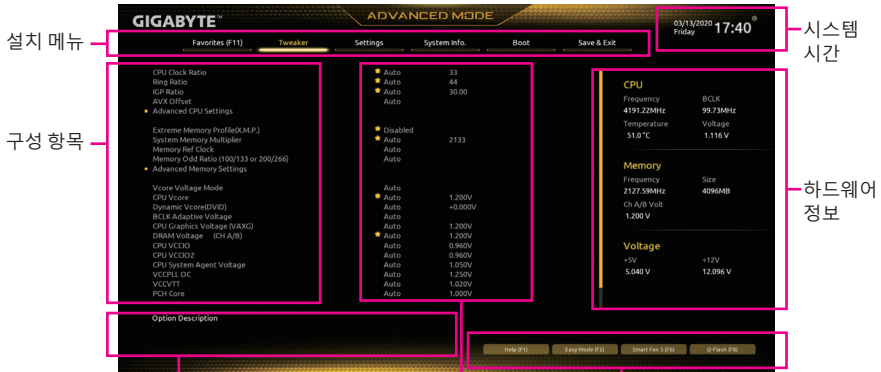 GIGABYTE™
ADVANCED MODE
03/13/2020
Friday
17:40
시스템
시간
설치 메뉴
Favorites (F11) Tweaker Settings System Info. Boot Save & Exit
구성 항목
CPU Clock Ratio Auto 33
Ring Ratio Auto 44
IGP Ratio Auto 30.00
AVX Offset Auto
Advanced CPU Settings
Extreme Memory Profile(X.M.P.) Disabled
System Memory Multiplier Auto 2133
Memory Ref Clock Auto
Memory Odd Ratio (100/133 or 200/266) Auto
Advanced Memory Settings
Vcore Voltage Mode Auto
CPU Vcore Auto 1.200V
Dynamic Vcore(DVID) Auto +0.000V
BCLK Adaptive Voltage Auto
CPU Graphics Voltage (VAXG) Auto 1.200V
DRAM Voltage (CH A/B) Auto 1.200V
CPU VCCIO Auto 0.960V
CPU VCCIO2 Auto 0.960V
CPU System Agent Voltage Auto 1.050V
VCCPLL OC Auto 1.250V
VCCVTT Auto 1.020V
PCH Core Auto 1.000V
CPU
Frequency BCLK
4191.22MHz 99.73MHz
Temperature Voltage
51.0°C 1.116 V
Memory
Frequency Size
2127.59MHz 4096MB
Ch A/B Volt
1.200 V
Voltage
+5V +12V
5.040 V 12.096 V
하드웨어
정보
Option Description
Help (F1) Easy Mode (F2) Smart Fan 5 (F6) Q-Flash (F8)